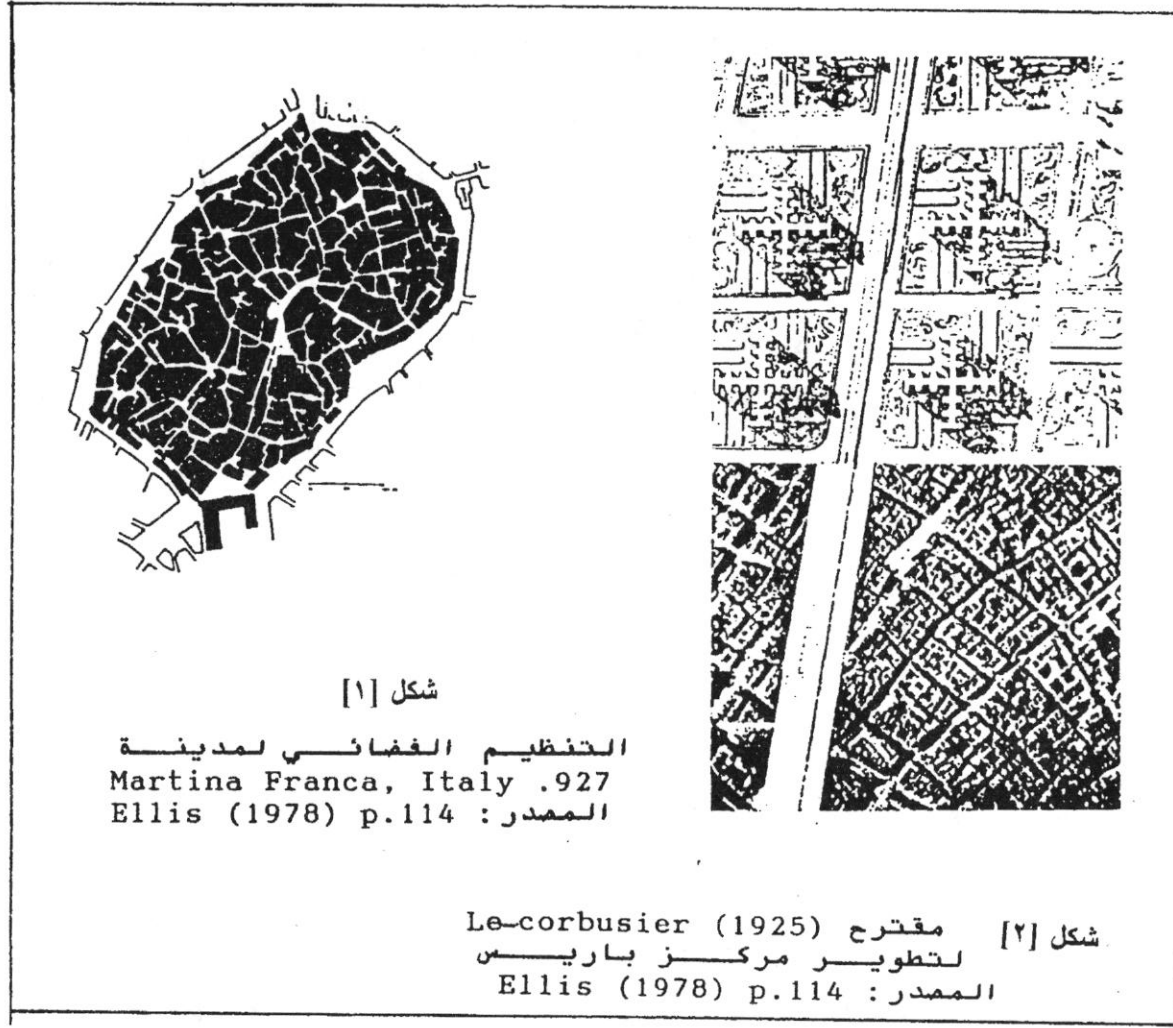 شكل [١]
التنظيم الفضائي لمدينة
Martina Franca, Italy .927
المصدر: Ellis (1978) p.114
شكل [٢] مقترح Le-corbusier (1925)
لتطوير مركز باريس
المصدر: Ellis (1978) p.114